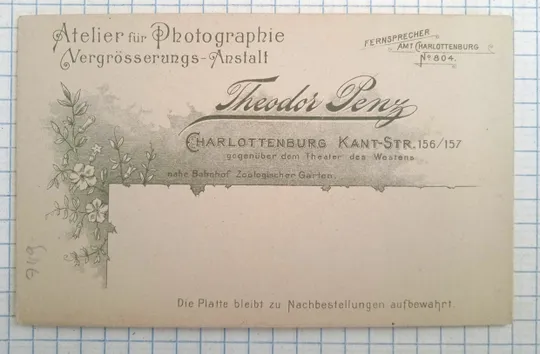 Atelier für Photographie
Vergrösserungs-Anstalt
FERNSPRECHER
AMT CHARLOTTENBURG
No 804.
Theodor Penz
CHARLOTTENBURG KANT-STR. 156/157
gegenüber dem Theater des Westens
nahe Bahnhof Zoologischer Garten.
Die Platte bleibt zu Nachbestellungen aufbewahrt.